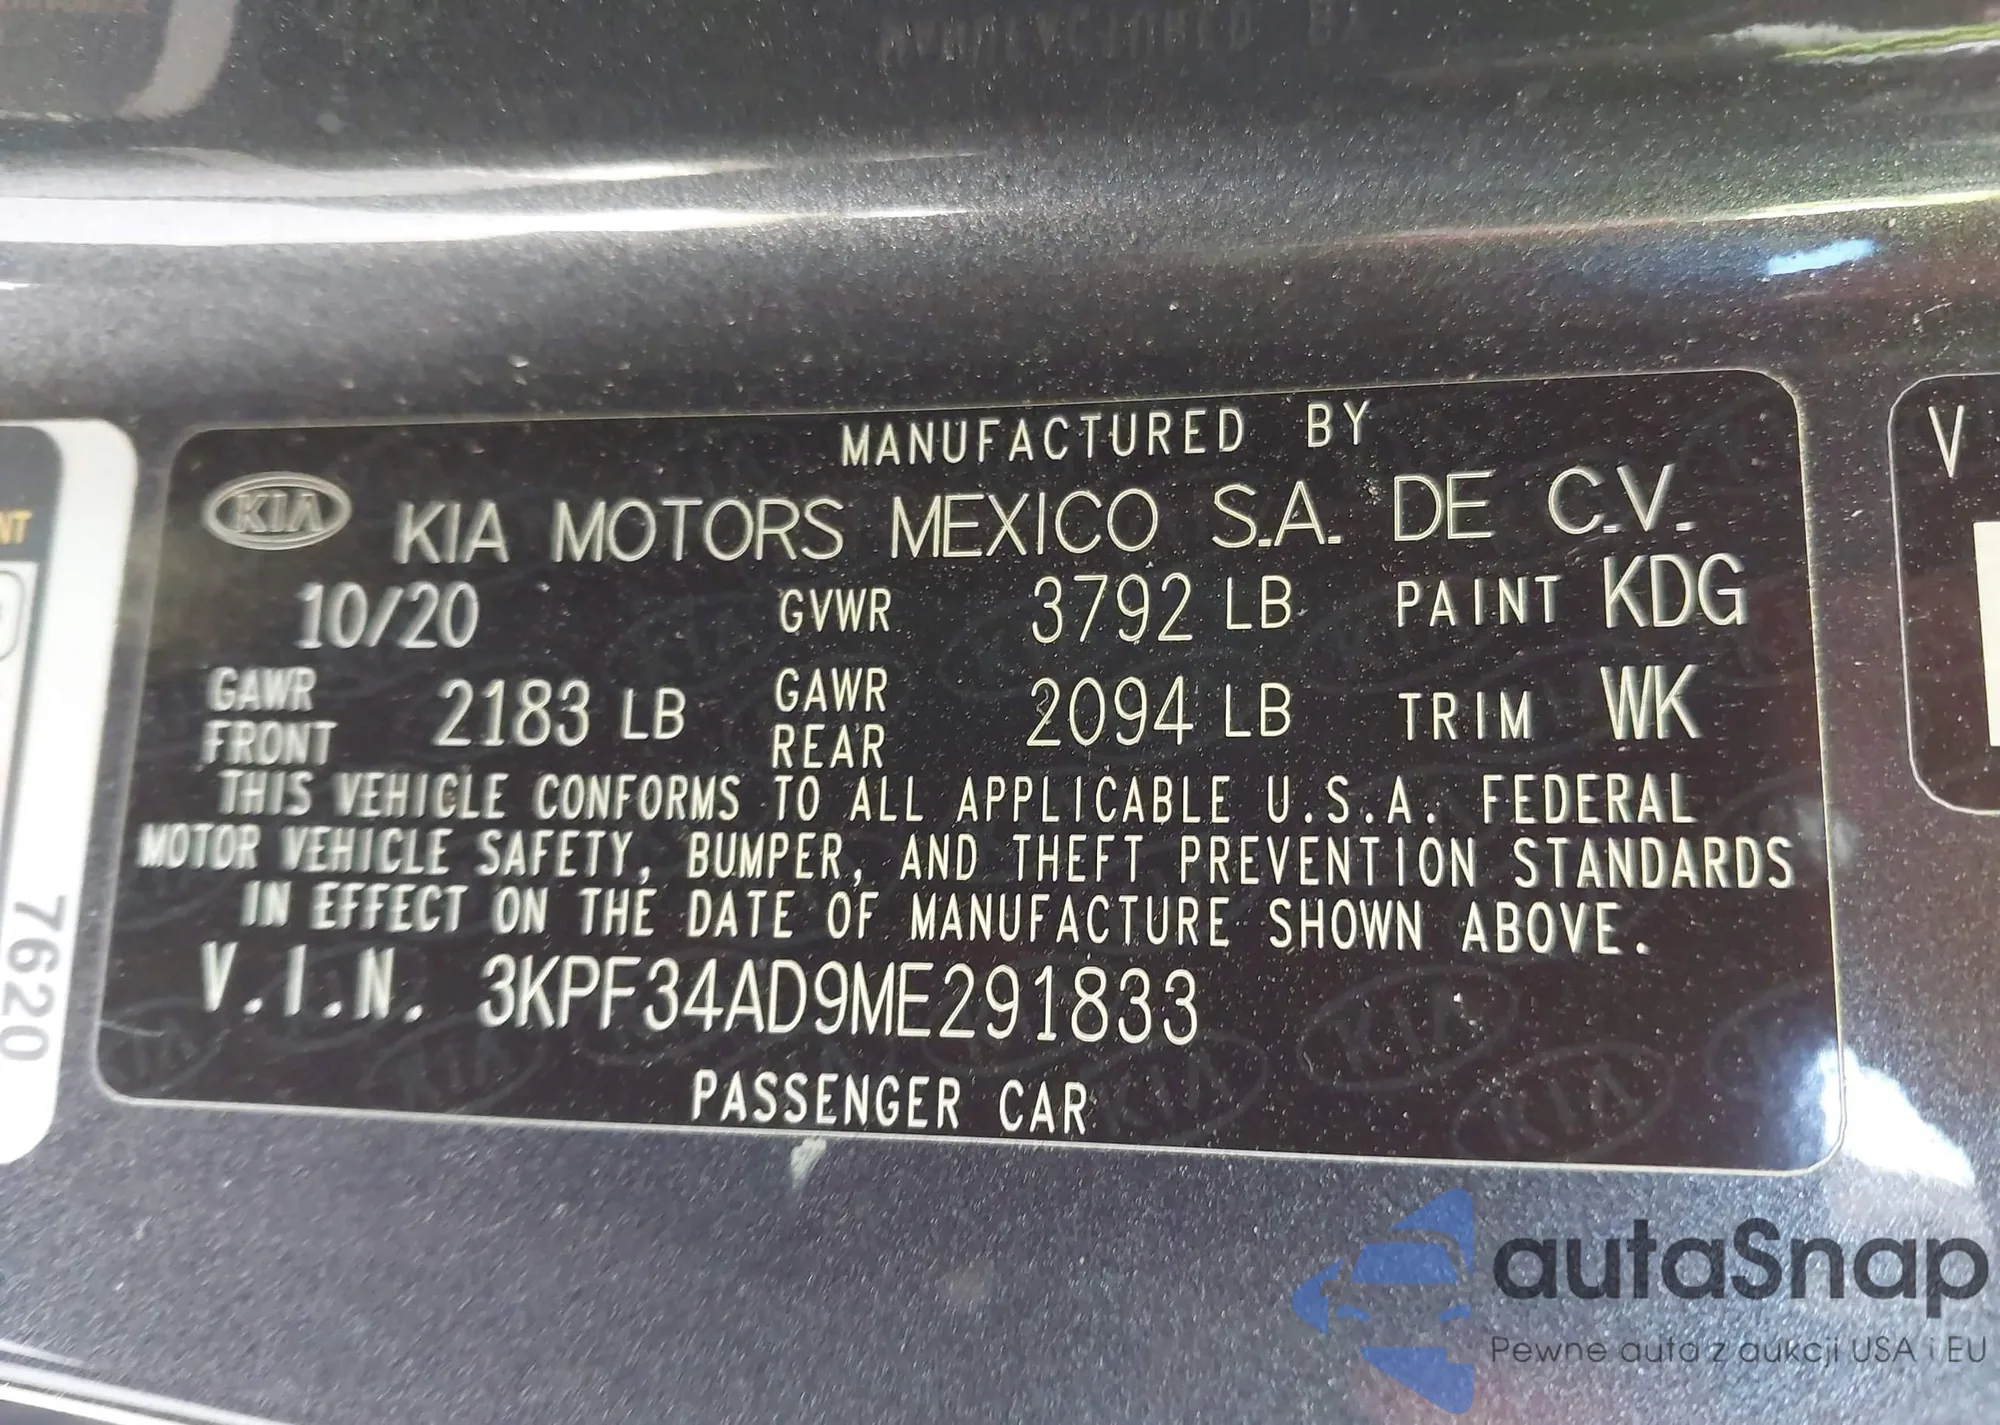 MANUFACTURED BY
KIA KIA MOTORS MEXICO S.A. DE C.V.
10/20 GVWR 3792 LB PAINT KDG
GAWR FRONT 2183 LB GAWR REAR 2094 LB TRIM WK
THIS VEHICLE CONFORMS TO ALL APPLICABLE U.S.A. FEDERAL
MOTOR VEHICLE SAFETY, BUMPER, AND THEFT PREVENTION STANDARDS
IN EFFECT ON THE DATE OF MANUFACTURE SHOWN ABOVE.
V.I.N. 3KPF34AD9ME291833
PASSENGER CAR
NT
7620
V
autaSnap
Pewne auta z aukcji USA i EU